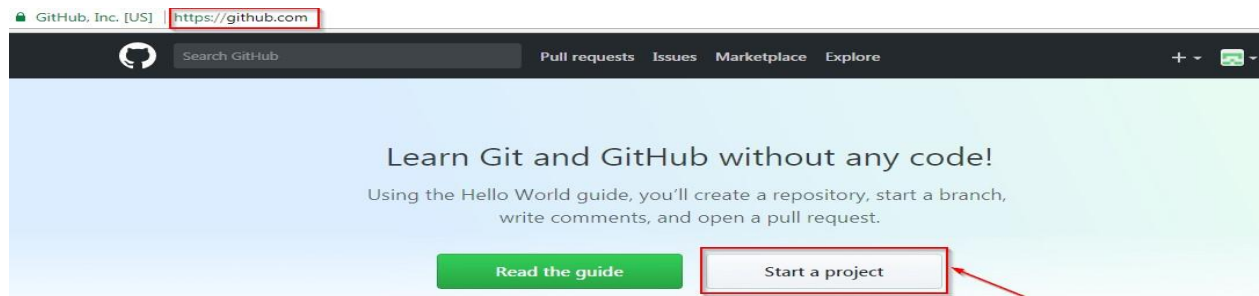 GitHub, Inc. [US] | https://github.com
Search GitHub Pull requests Issues Marketplace Explore
Learn Git and GitHub without any code!
Using the Hello World guide, you'll create a repository, start a branch,
write comments, and open a pull request.
Read the guide Start a project